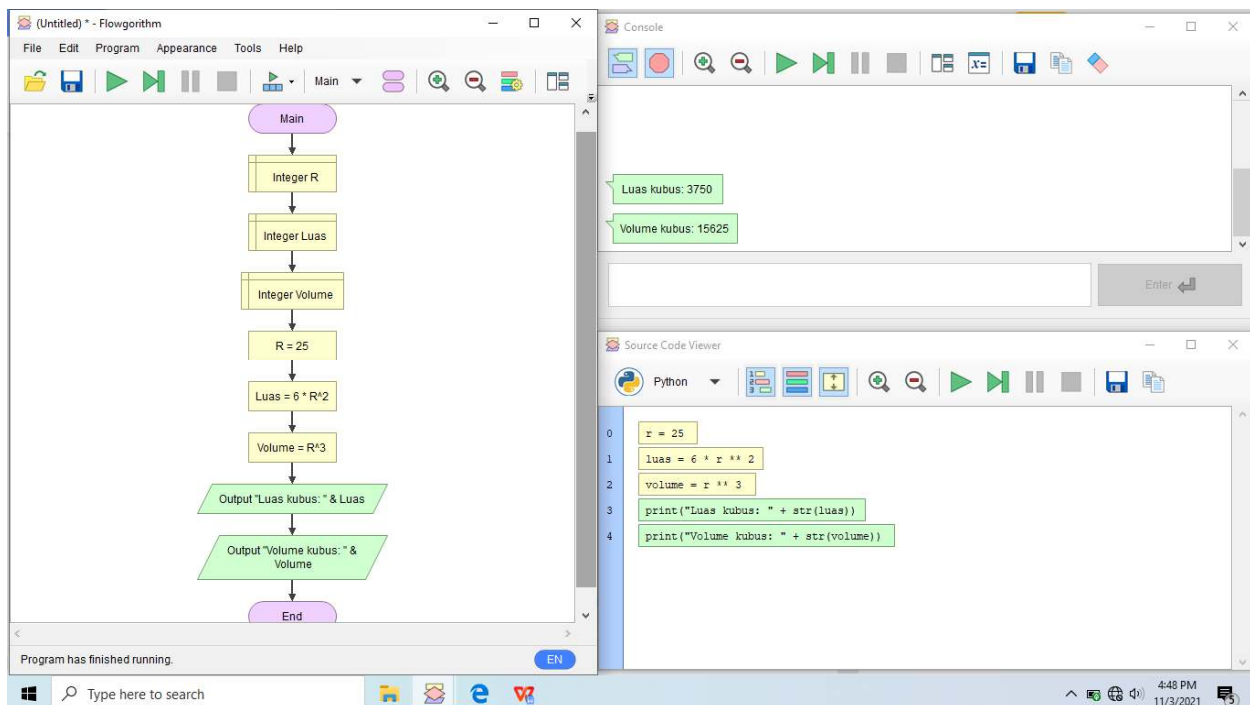 (Untitled) * - Flowgorithm
File Edit Program Appearance Tools Help
Main
Main
Integer R
Integer Luas
Integer Volume
R = 25
Luas = 6 * R^2
Volume = R^3
Output "Luas kubus: " & Luas
Output "Volume kubus: " &
Volume
End
Program has finished running.
EN
Console
x=
Luas kubus: 3750
Volume kubus: 15625
Enter
Source Code Viewer
Python
0 r = 25
1 luas = 6 * r ** 2
2 volume = r ** 3
3 print("Luas kubus: " + str(luas))
4 print("Volume kubus: " + str(volume))
Type here to search
4:48 PM
11/3/2021
5